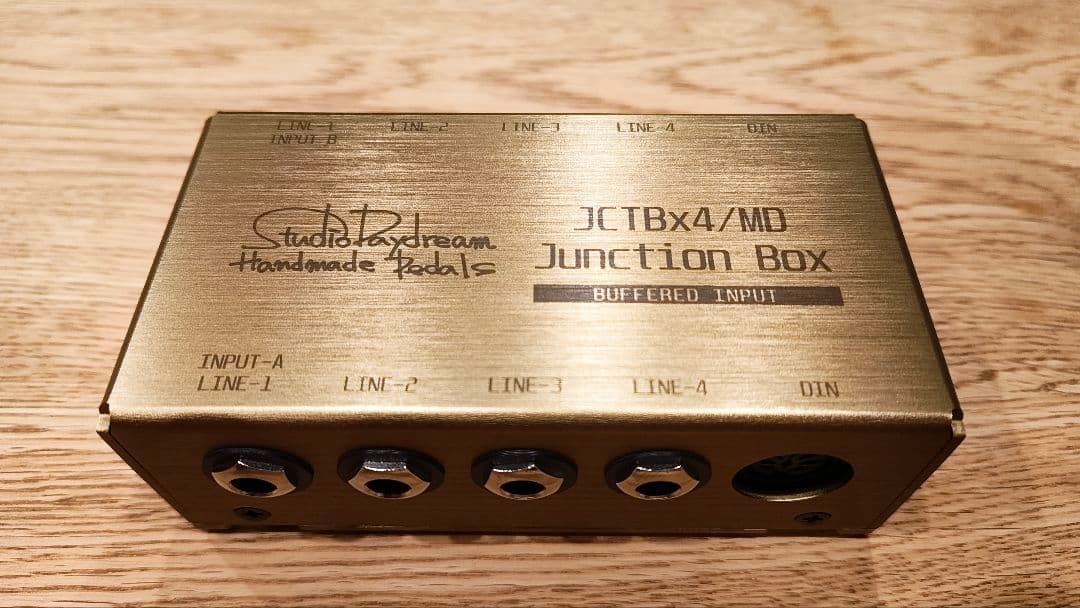 LINE-1 LINE-2 LINE-3 LINE-4 DIN
INPUT-B
StudioDaydream
Handmade Pedals
JCTBx4/MD
Junction Box
BUFFERED INPUT
INPUT-A
LINE-1 LINE-2 LINE-3 LINE-4 DIN